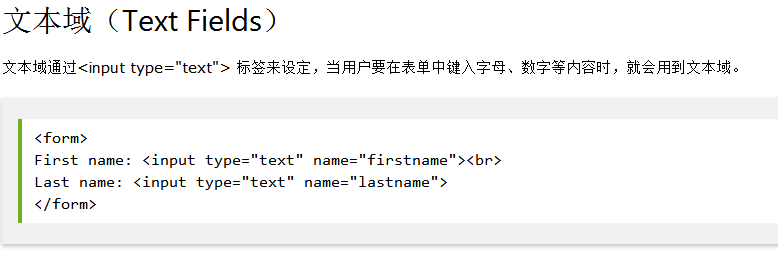 文本域（Text Fields）
文本域通过<input type="text"> 标签来设定，当用户要在表单中键入字母、数字等内容时，就会用到文本域。
<form>
First name: <input type="text" name="firstname"><br>
Last name: <input type="text" name="lastname">
</form>